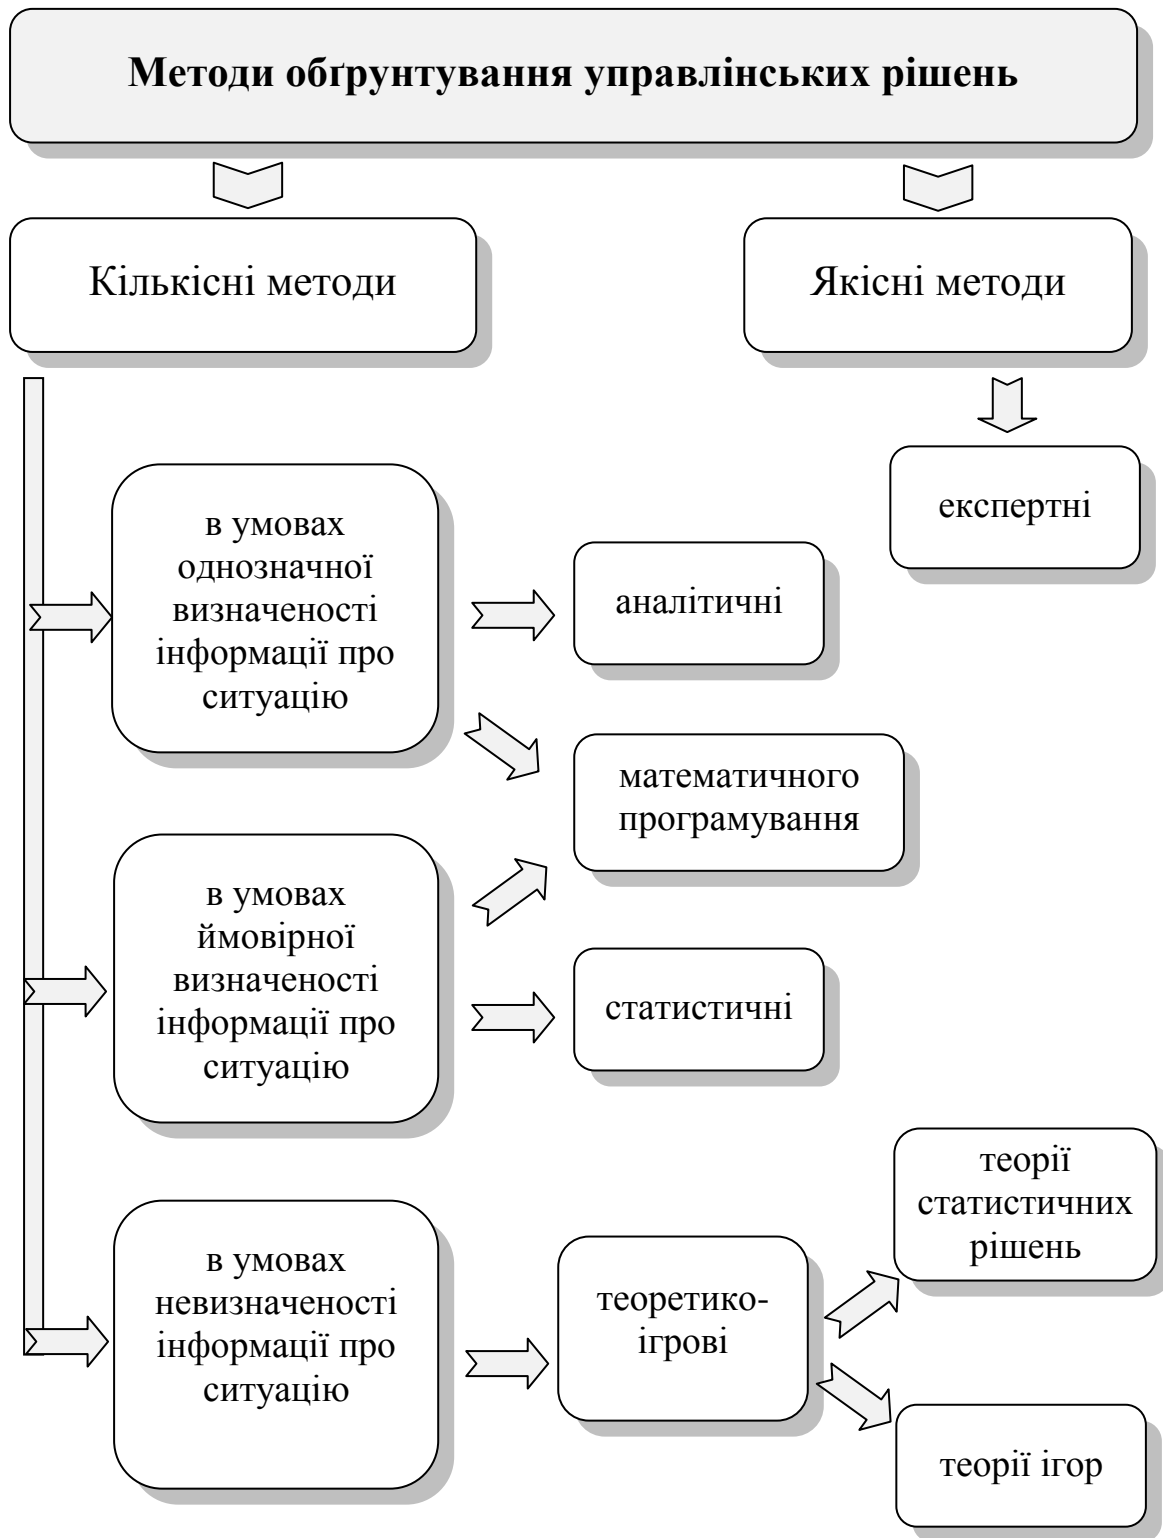 Методи обґрунтування управлінських рішень
Кількісні методи
Якісні методи
експертні
в умовах
однозначної
визначеності
інформації про
ситуацію
аналітичні
математичного
програмування
в умовах
ймовірної
визначеності
інформації про
ситуацію
статистичні
теорії
статистичних
рішень
в умовах
невизначеності
інформації про
ситуацію
теоретико-
ігрові
теорії ігор